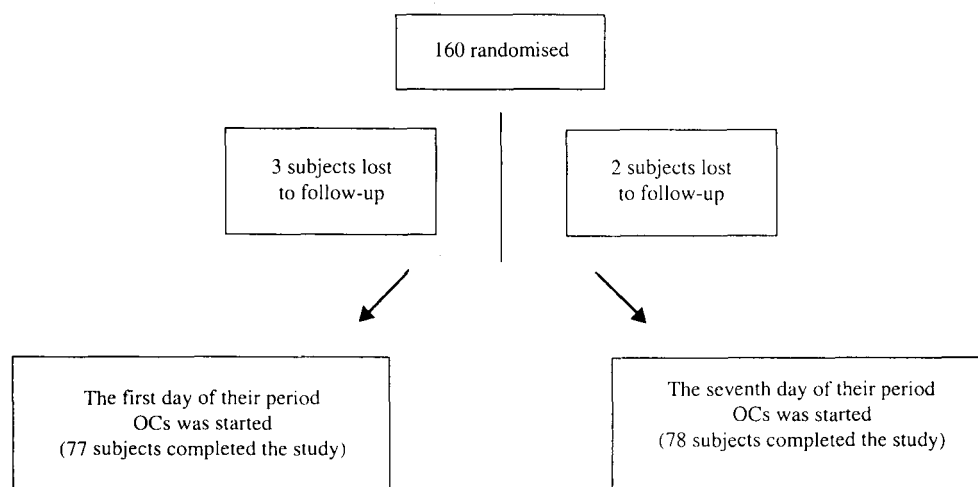 160 randomised
3 subjects lost
to follow-up
2 subjects lost
to follow-up
The first day of their period
OCs was started
(77 subjects completed the study)
The seventh day of their period
OCs was started
(78 subjects completed the study)